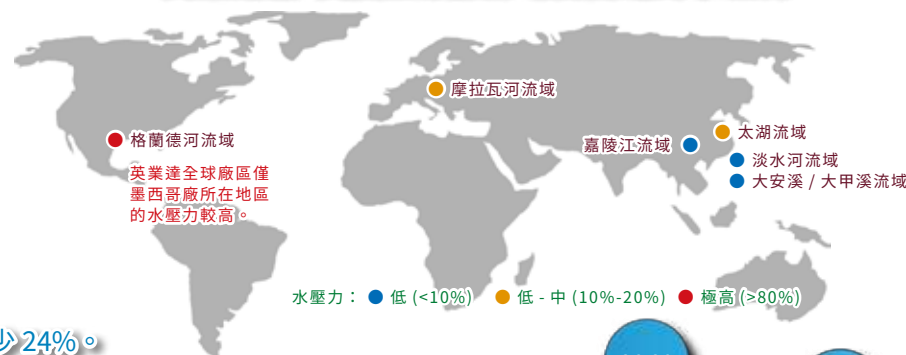 摩拉瓦河流域
格蘭德河流域
太湖流域
嘉陵江流域
淡水河流域
大安溪 / 大甲溪流域
英業達全球廠區僅
墨西哥廠所在地區
的水壓力較高。
水壓力： 低 (<10%) 低 - 中 (10%-20%) 極高 (>80%)
少 24%。